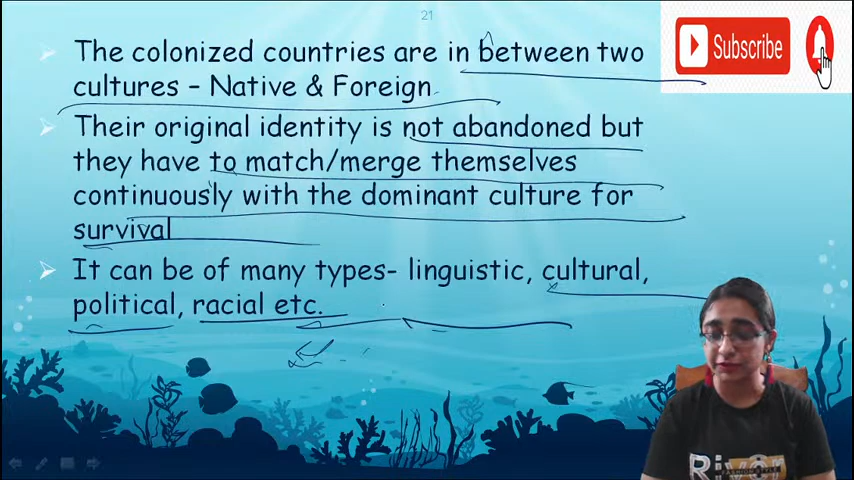 21
The colonized countries are in between two
cultures – Native & Foreign
Their original identity is not abandoned but
they have to match/merge themselves
continuously with the dominant culture for
survival
It can be of many types- linguistic, cultural,
political, racial etc.
Subscribe
River